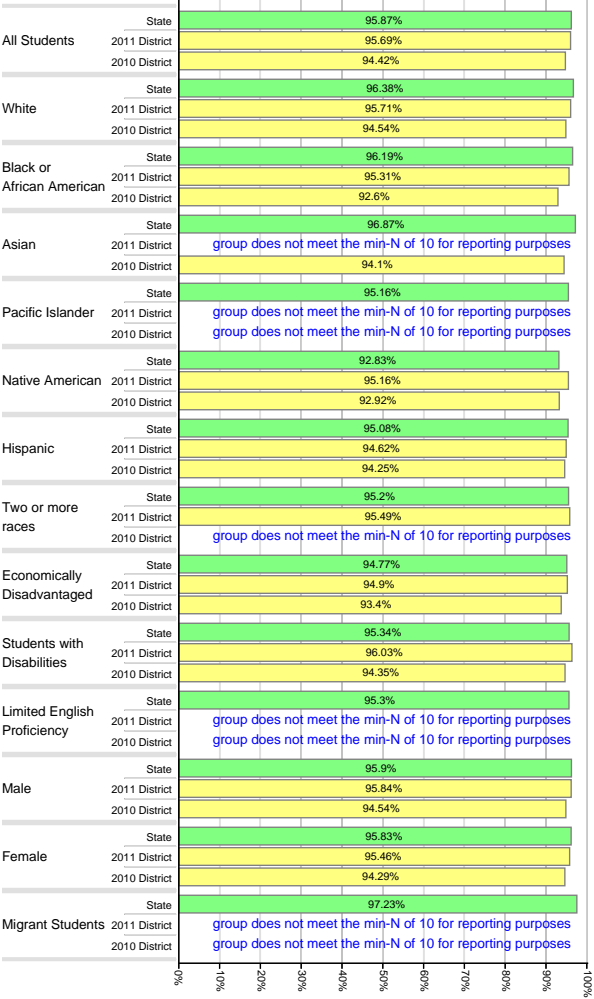 All Students
State 95.87%
2011 District 95.69%
2010 District 94.42%
White
State 96.38%
2011 District 95.71%
2010 District 94.54%
Black or
African American
State 96.19%
2011 District 95.31%
2010 District 92.6%
Asian
State 96.87%
2011 District group does not meet the min-N of 10 for reporting purposes
2010 District 94.1%
Pacific Islander
State 95.16%
2011 District group does not meet the min-N of 10 for reporting purposes
2010 District group does not meet the min-N of 10 for reporting purposes
Native American
State 92.83%
2011 District 95.16%
2010 District 92.92%
Hispanic
State 95.08%
2011 District 94.62%
2010 District 94.25%
Two or more
races
State 95.2%
2011 District 95.49%
2010 District group does not meet the min-N of 10 for reporting purposes
Economically
Disadvantaged
State 94.77%
2011 District 94.9%
2010 District 93.4%
Students with
Disabilities
State 95.34%
2011 District 96.03%
2010 District 94.35%
Limited English
Proficiency
State 95.3%
2011 District group does not meet the min-N of 10 for reporting purposes
2010 District group does not meet the min-N of 10 for reporting purposes
Male
State 95.9%
2011 District 95.84%
2010 District 94.54%
Female
State 95.83%
2011 District 95.46%
2010 District 94.29%
Migrant Students
State 97.23%
2011 District group does not meet the min-N of 10 for reporting purposes
2010 District group does not meet the min-N of 10 for reporting purposes
0% 10% 20% 30% 40% 50% 60% 70% 80% 90% 100%